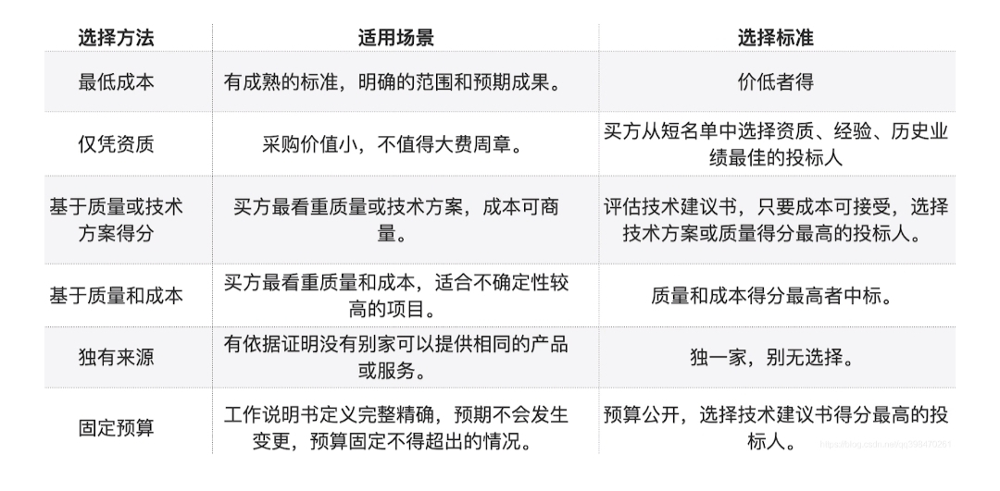 选择方法 适用场景 选择标准
最低成本 有成熟的标准，明确的范围和预期成果。 价低者得
仅凭资质 采购价值小，不值得大费周章。 买方从短名单中选择资质、经验、历史业
绩最佳的投标人
基于质量或技术 买方最看重质量或技术方案，成本可商 评估技术建议书，只要成本可接受，选择
方案得分 量。 技术方案或质量得分最高的投标人。
基于质量和成本 买方最看重质量和成本，适合不确定性较
高的项目。 质量和成本得分最高者中标。
独有来源 有依据证明没有别家可以提供相同的产品
或服务。 独一家，别无选择。
固定预算 工作说明书定义完整精确，预期不会发生 预算公开，选择技术建议书得分最高的投
变更，预算固定不得超出的情况。 标人。